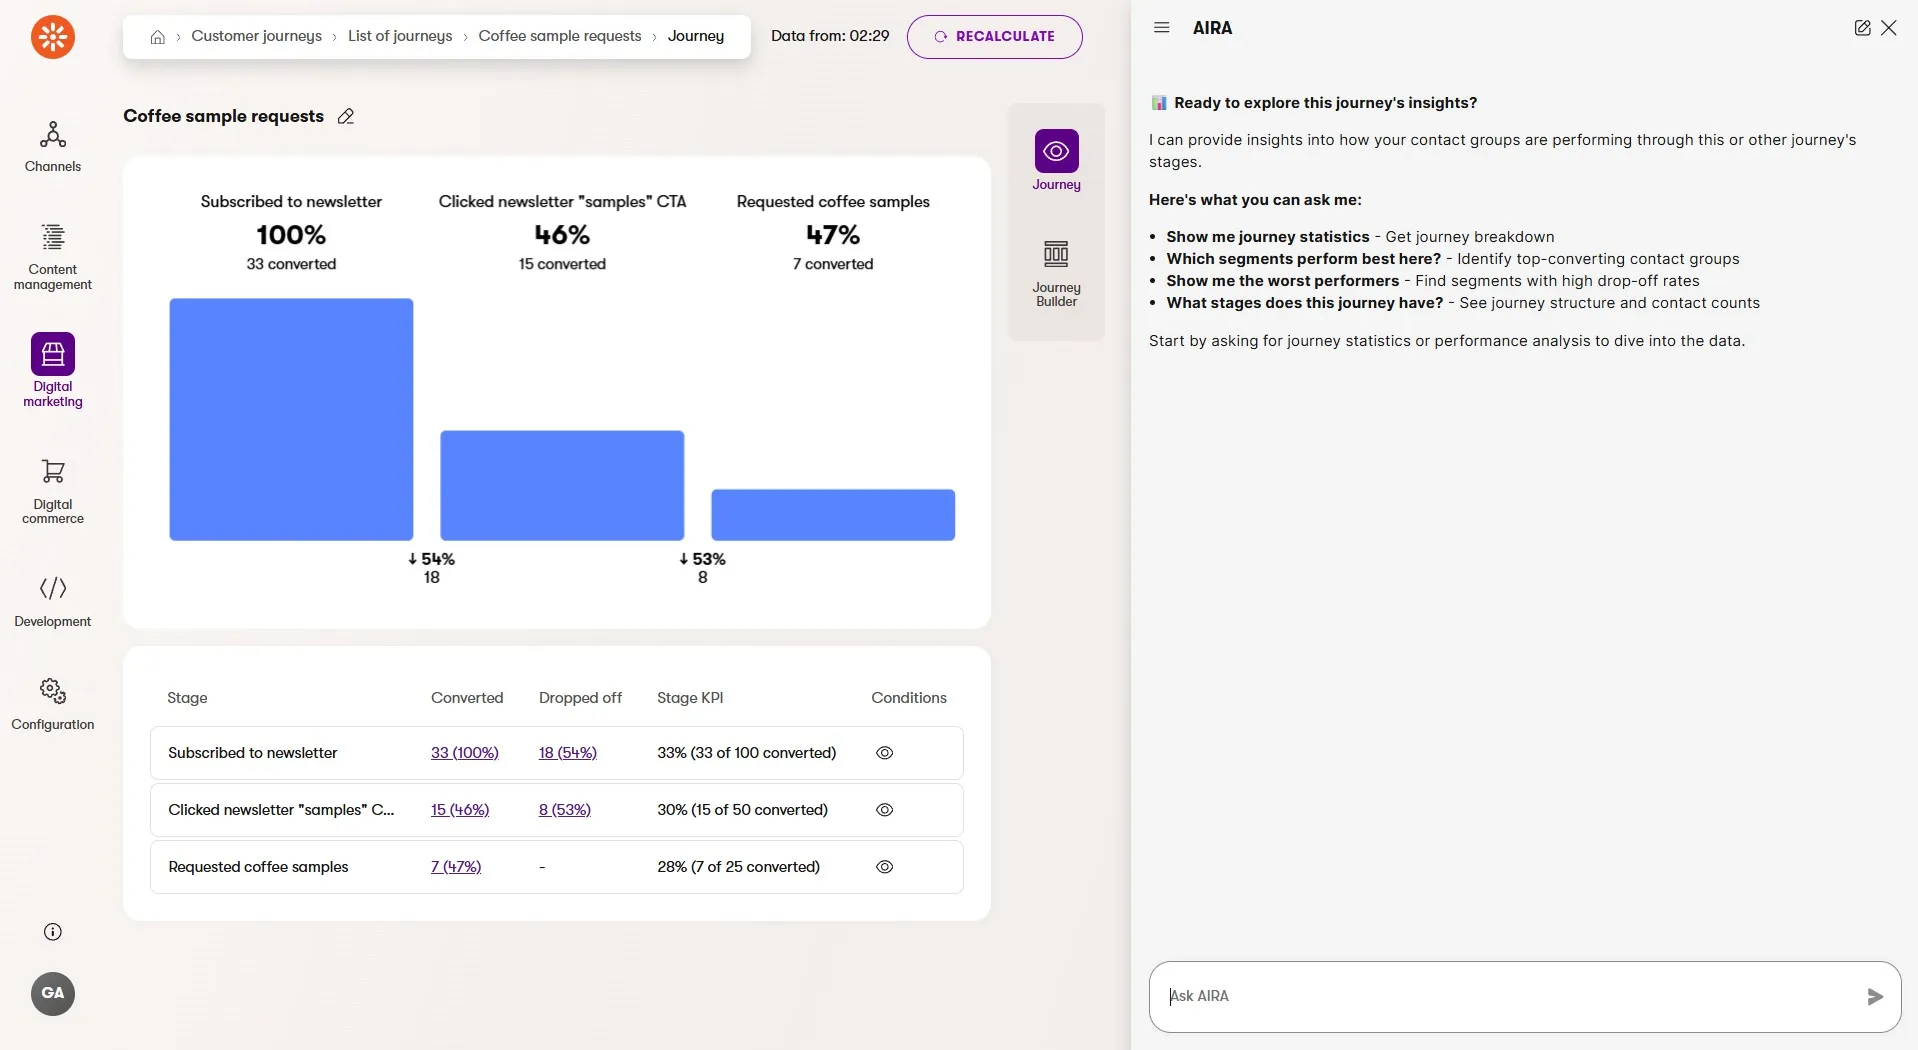 Customer journeys › List of journeys › Coffee sample requests › Journey
Data from: 02:29
RECALCULATE
Channels
Content
management
Digital
marketing
Digital
commerce
Development
Configuration
GA
Coffee sample requests
Subscribed to newsletter
100%
33 converted
Clicked newsletter "samples" CTA
46%
15 converted
Requested coffee samples
47%
7 converted
↓ 54%
18
↓ 53%
8
Journey
Journey
Builder
Stage Converted Dropped off Stage KPI Conditions
Subscribed to newsletter 33 (100%) 18 (54%) 33% (33 of 100 converted)
Clicked newsletter "samples" C... 15 (46%) 8 (53%) 30% (15 of 50 converted)
Requested coffee samples 7 (47%) - 28% (7 of 25 converted)
AIRA
Ready to explore this journey's insights?
I can provide insights into how your contact groups are performing through this or other journey's
stages.
Here's what you can ask me:
• Show me journey statistics - Get journey breakdown
• Which segments perform best here? - Identify top-converting contact groups
• Show me the worst performers - Find segments with high drop-off rates
• What stages does this journey have? - See journey structure and contact counts
Start by asking for journey statistics or performance analysis to dive into the data.
Ask AIRA